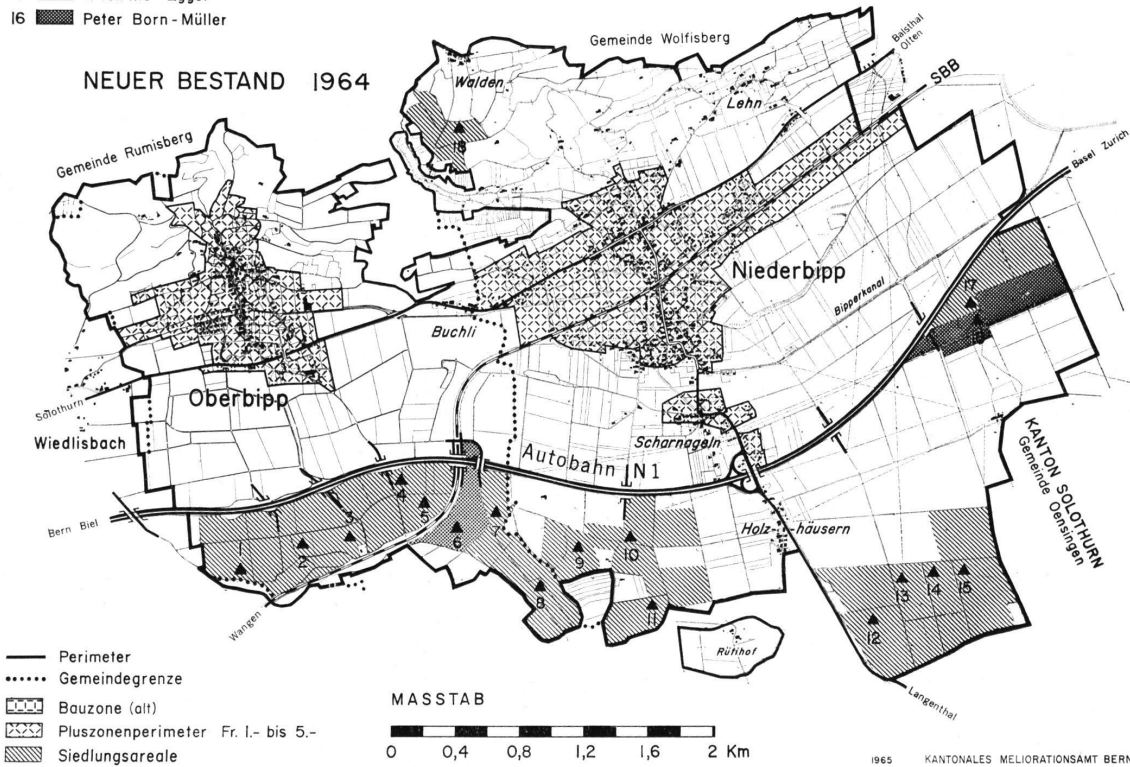 16 Peter Born-Müller
NEUER BESTAND 1964
Gemeinde Wolfisberg
Balsthal
Olten
SBB
Walden
Lehn
18
Gemeinde Rumisberg
Basel Zürich
Niederbipp
Bipperkanal
17
Buchli
Solothurn
Oberbipp
Wiedlisbach
Scharnageln
Autobahn N1
KANTON SOLOTHURN
Gemeinde Oensingen
Bern Biel
Holz-häusern
1
2
3
4
5
6
7
8
9
10
11
12
13
14
15
Wangen
Rütihof
Langenthal
Perimeter
Gemeindegrenze
Bauzone (alt)
Pluszonenperimeter Fr. 1.- bis 5.-
Siedlungsareale
MASSTAB
0 0,4 0,8 1,2 1,6 2 Km
1965 KANTONALES MELIORATIONSAMT BERN